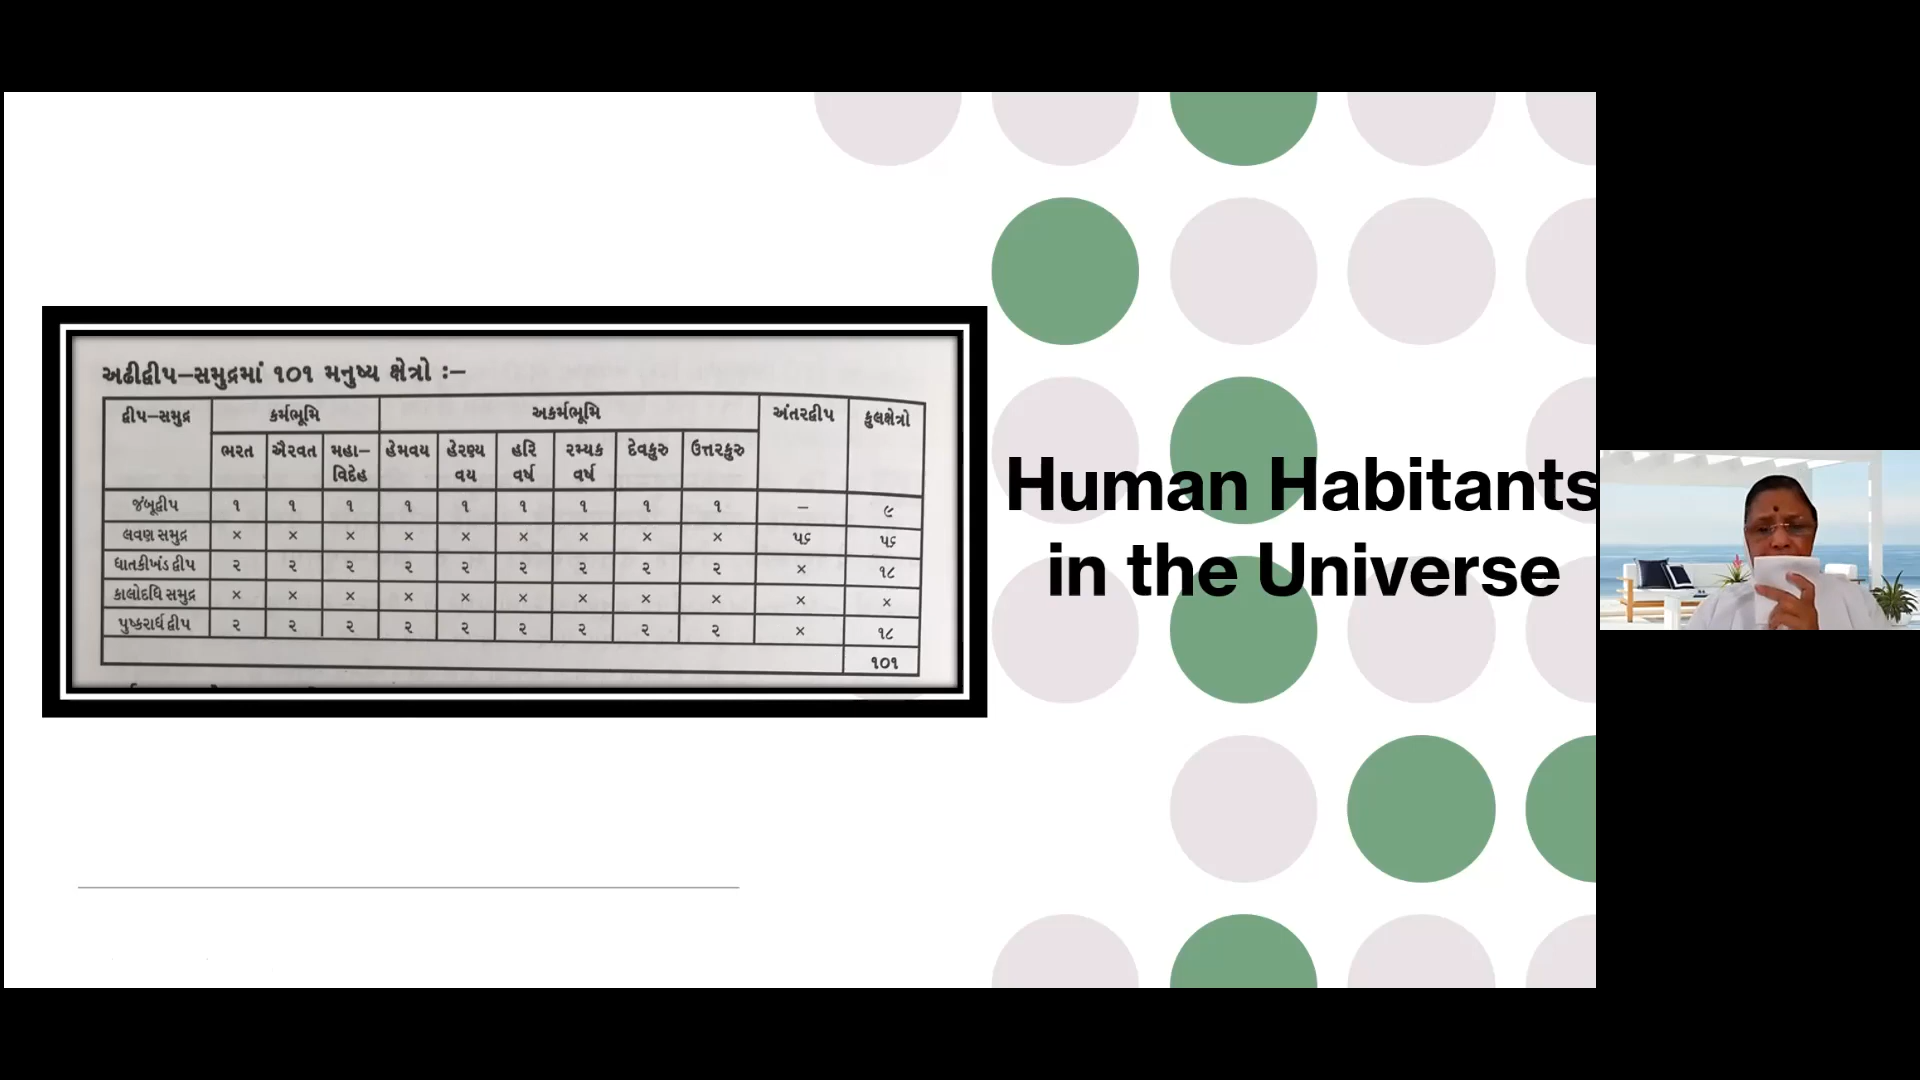 અઢીદ્વીપ–સમુદ્રમાં ૧૦૧ મનુષ્ય ક્ષેત્રો :–
દ્વીપ–સમુદ્ર કર્મભૂમિ અકર્મભૂમિ અંતરદ્વીપ કુલક્ષેત્રો
ભરત ઐરવત મહા– હેમવય હેરણ્ય હરિ રમ્યક દેવકુરુ ઉત્તરકુરુ
વિદેહ વય વર્ષ વર્ષ
જંબૂદ્વીપ ૧ ૧ ૧ ૧ ૧ ૧ ૧ ૧ ૧ – ૯
લવણ સમુદ્ર × × × × × × × × × ૫૬ ૫૬
ધાતકીખંડ દ્વીપ ૨ ૨ ૨ ૨ ૨ ૨ ૨ ૨ ૨ × ૧૮
કાલોદધિ સમુદ્ર × × × × × × × × × × ×
પુષ્કરાર્ધ દ્વીપ ૨ ૨ ૨ ૨ ૨ ૨ ૨ ૨ ૨ × ૧૮
૧૦૧
Human Habitants
in the Universe